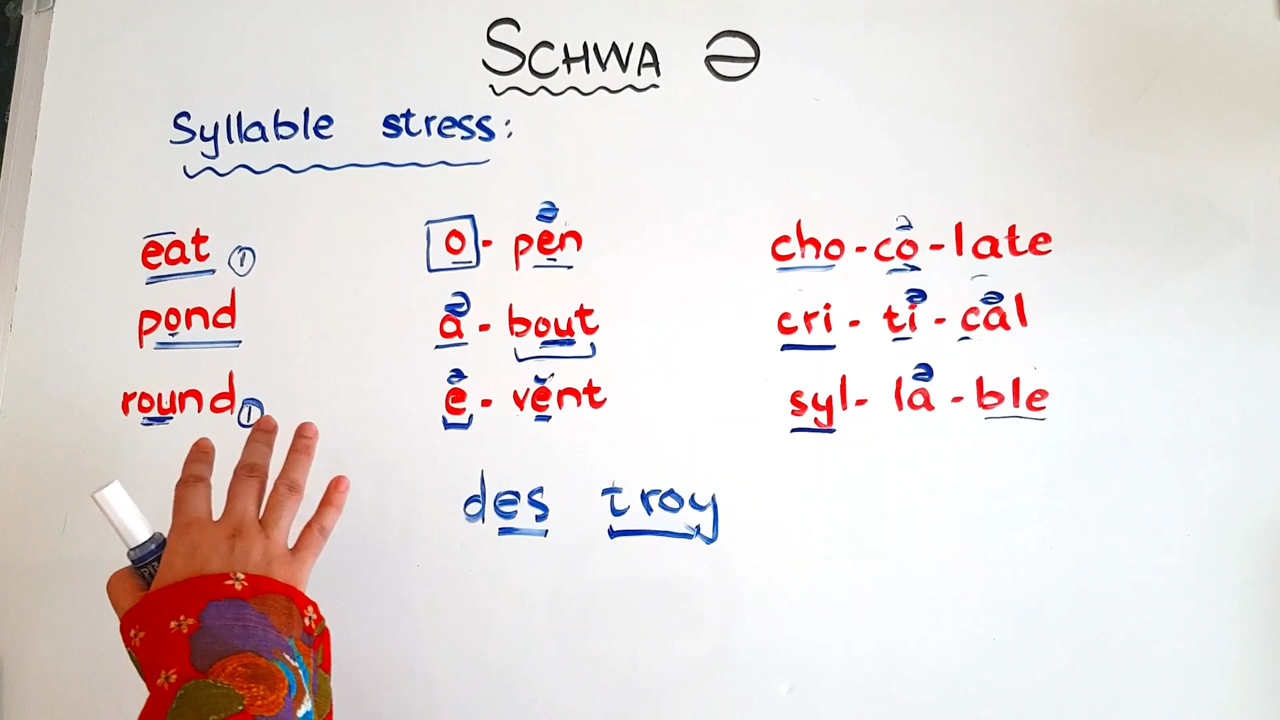 SCHWA Ə
Syllable stress:
eat ① o - pen ə cho - co - late ə
pond a - bout ə cri - ti - cal ə ə
round ① e - vent ə syl - la - ble ə
des troy